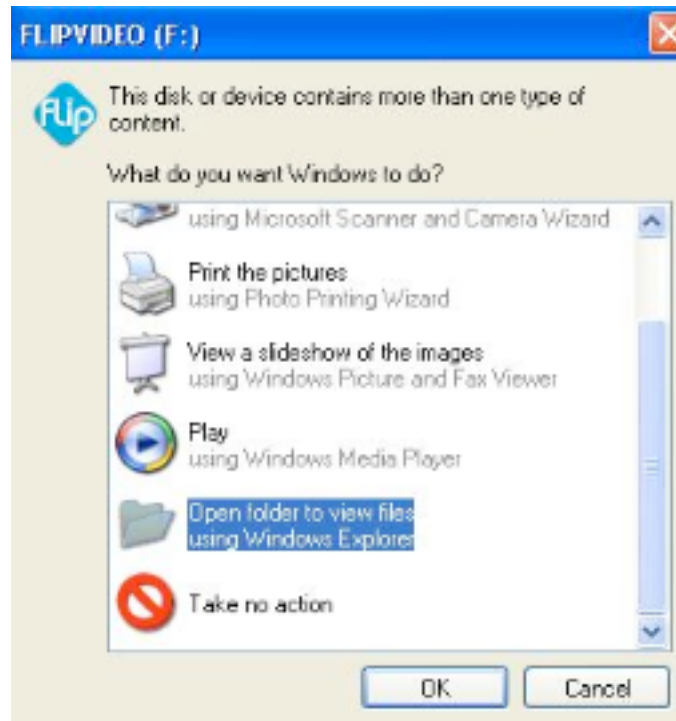 FLIPVIDEO (F:)
Flip
This disk or device contains more than one type of
content.
What do you want Windows to do?
using Microsoft Scanner and Camera Wizard
Print the pictures
using Photo Printing Wizard
View a slideshow of the images
using Windows Picture and Fax Viewer
Play
using Windows Media Player
Open folder to view files
using Windows Explorer
Take no action
OK
Cancel